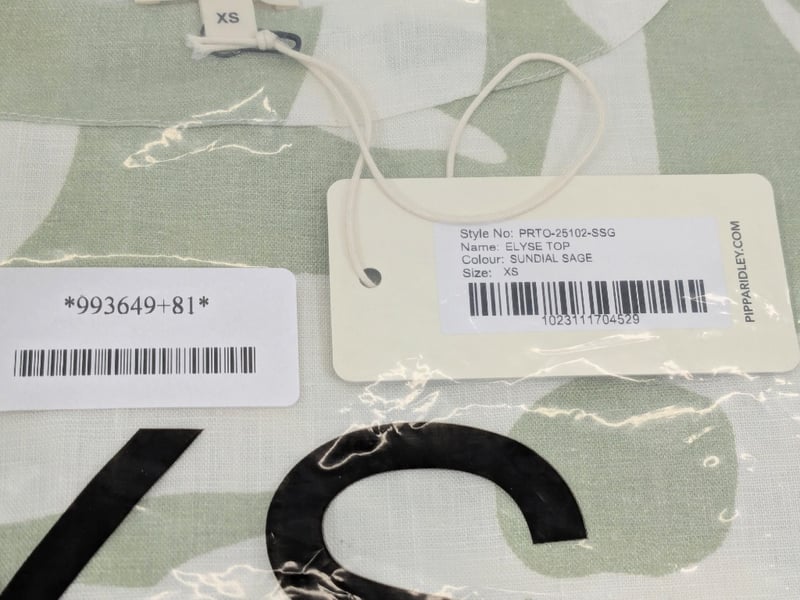 XS
Style No: PRTO-25102-SSG
Name: ELYSE TOP
Colour: SUNDIAL SAGE
Size: XS
1023111704529
PIPPARIDLEY.COM
*993649+81*
XS